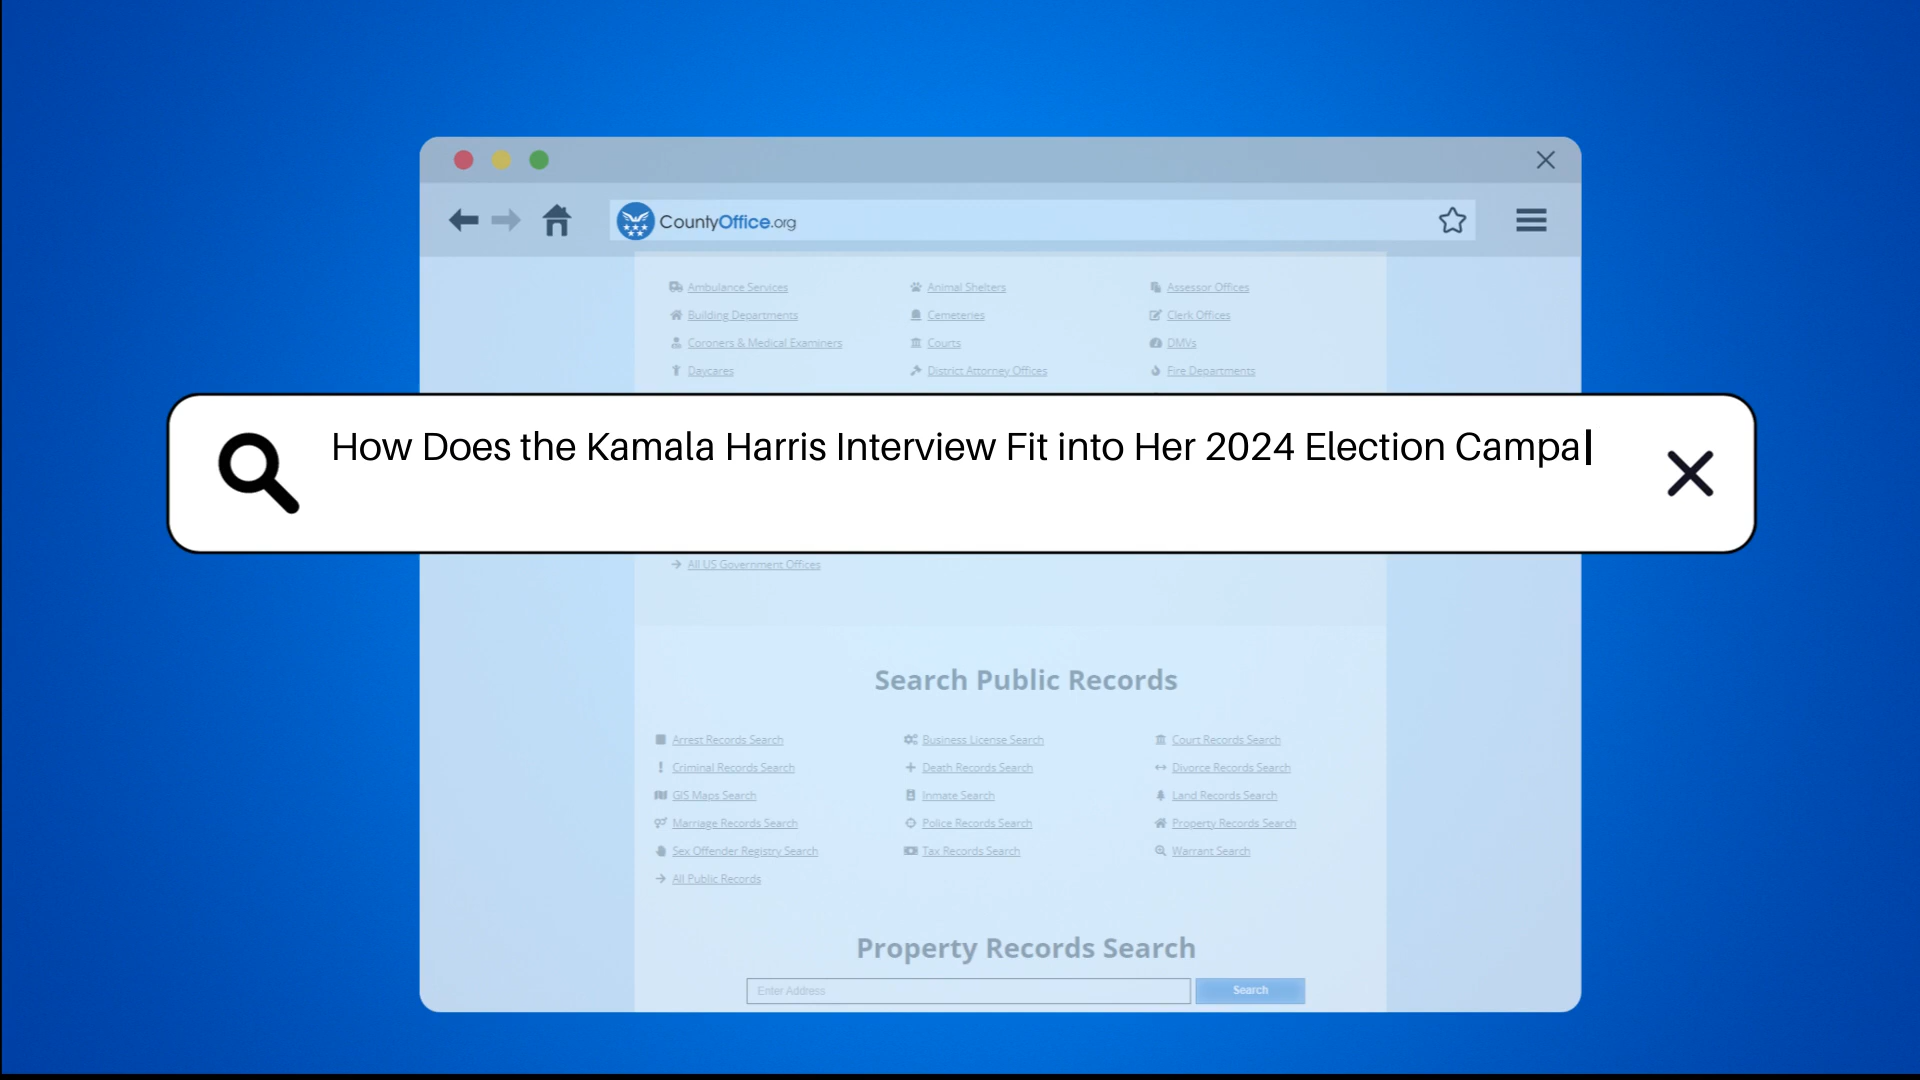 CountyOffice.org
Ambulance Services Animal Shelters Assessor Offices
Building Departments Cemeteries Clerk Offices
Coroners & Medical Examiners Courts DMVs
Daycares District Attorney Offices Fire Departments
How Does the Kamala Harris Interview Fit into Her 2024 Election Campa
All US Government Offices
Search Public Records
Arrest Records Search Business License Search Court Records Search
Criminal Records Search Death Records Search Divorce Records Search
GIS Maps Search Inmate Search Land Records Search
Marriage Records Search Police Records Search Property Records Search
Sex Offender Registry Search Tax Records Search Warrant Search
All Public Records
Property Records Search
Enter Address Search